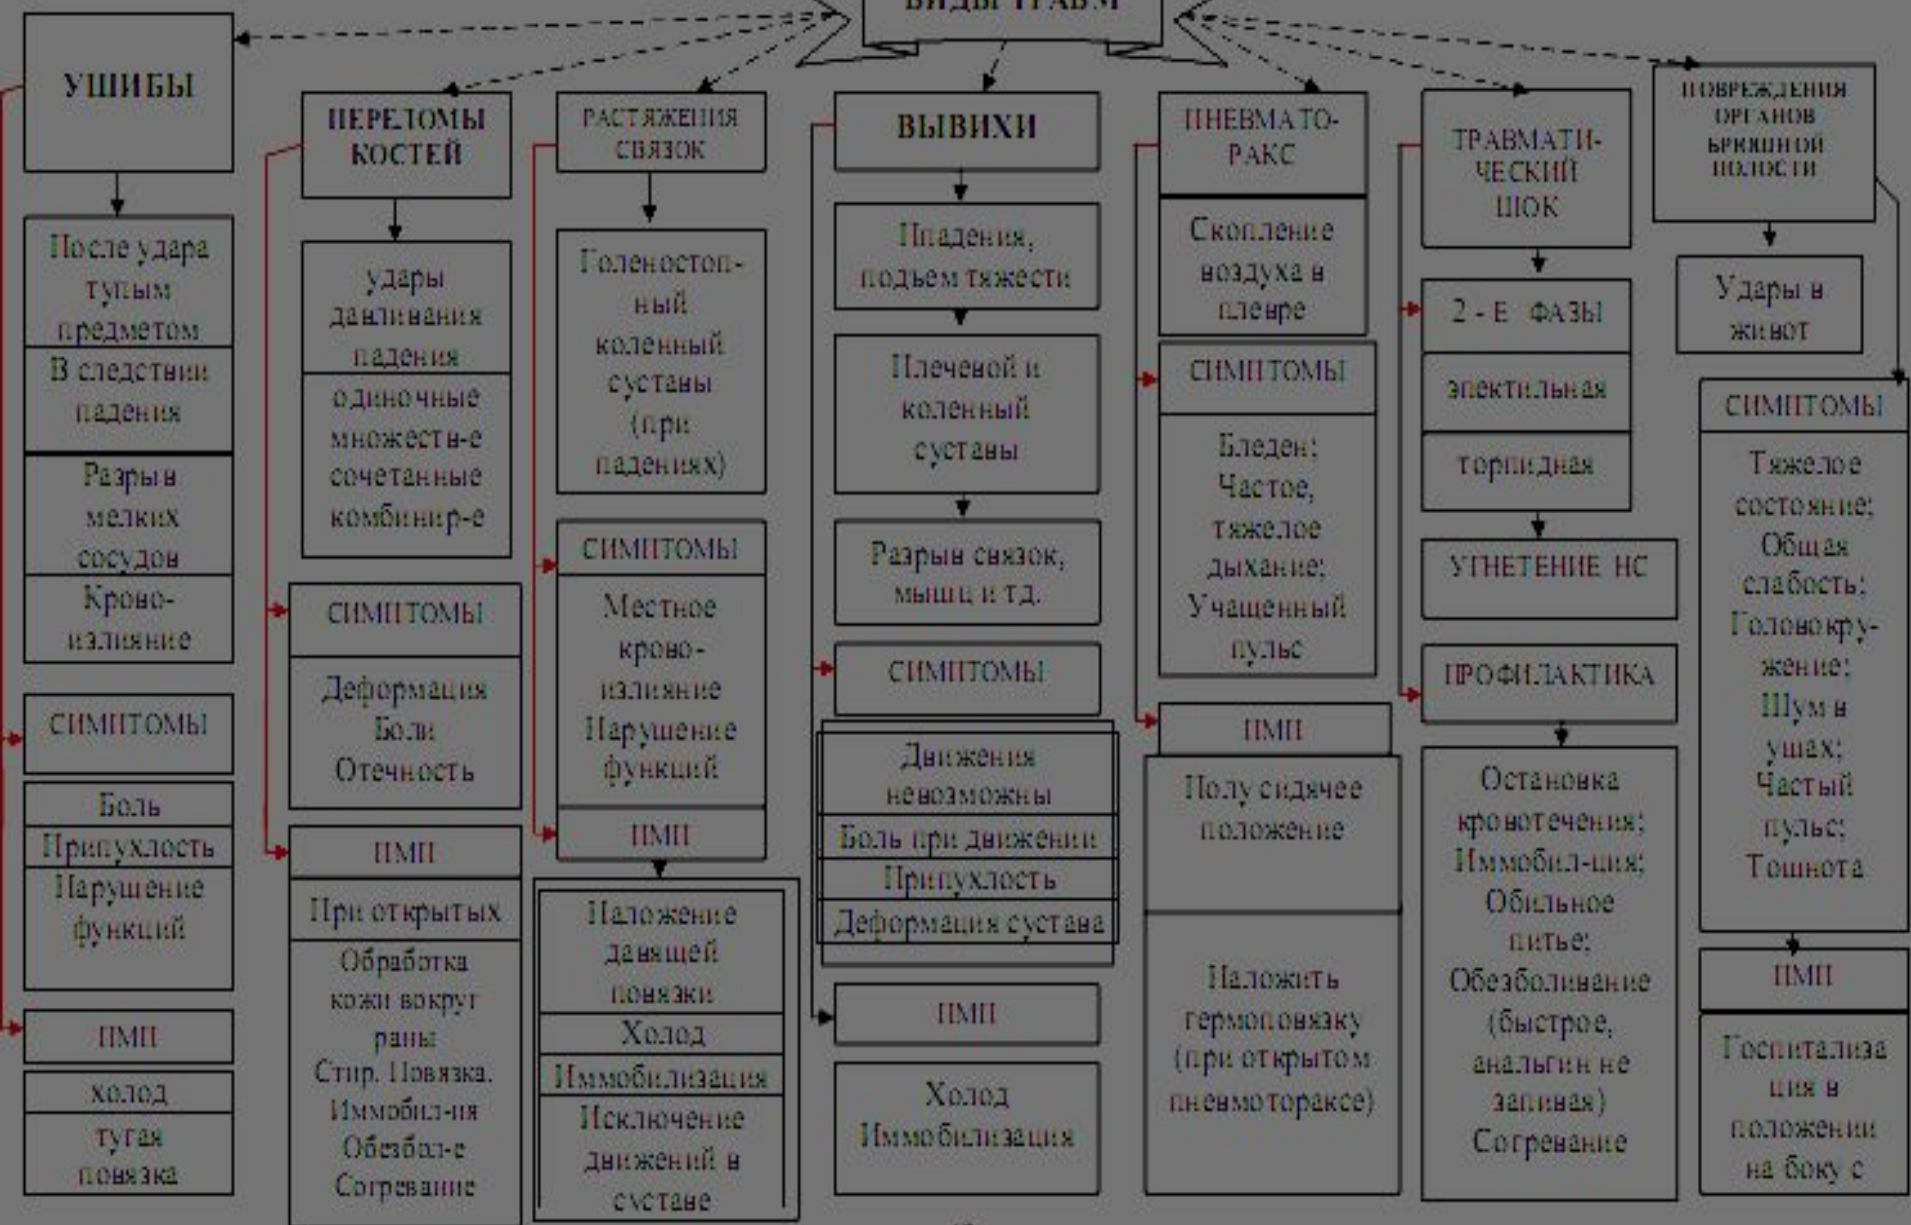 ВИДЫ ТРАВМ
УШИБЫ
После удара
тупым
предметом
В следствии
падения
Разрыв
мелких
сосудов
Крово-
излияние
СИМПТОМЫ
Боль
Припухлость
Нарушение
функций
ПМП
холод
тугая
повязка
ПЕРЕЛОМЫ
КОСТЕЙ
удары
давливания
падения
одиночные
множеств-е
сочетанные
комбинир-е
СИМПТОМЫ
Деформация
Боли
Отечность
ПМП
При открытых
Обработка
кожи вокруг
раны
Стир. Повязка.
Иммобил-ия
Обезбол-е
Согревание
РАСТЯЖЕНИЯ
СВЯЗОК
Голеностоп-
ный
коленный
суставы
(при
падениях)
СИМПТОМЫ
Местное
крово-
излияние
Нарушение
функций
ПМП
Наложение
давящей
повязки
Холод
Иммобилизация
Исключение
движений в
суставе
ВЫВИХИ
Ппадения,
подъем тяжести
Плечевой и
коленный
суставы
Разрыв связок,
мышц и т.д.
СИМПТОМЫ
Движения
невозможны
Боль при движении
Припухлость
Деформация сустава
ПМП
Холод
Иммобилизация
ПНЕВМАТО-
РАКС
Скопление
воздуха в
плевре
СИМПТОМЫ
Бледен;
Частое,
тяжелое
дыхание;
Учащенный
пульс
ПМП
Полу сидячее
положение
Наложить
гермоповязку
(при открытом
пневмотораксе)
ТРАВМАТИ-
ЧЕСКИЙ
ШОК
2 - Е ФАЗЫ
эпектильная
торпидная
УГНЕТЕНИЕ НС
ПРОФИЛАКТИКА
Остановка
кровотечения;
Иммобил-ция;
Обильное
питье;
Обезболивание
(быстрое,
анальгин не
запивая)
Согревание
ПОВРЕЖДЕНИЯ
ОРГАНОВ
БРЮШНОЙ
ПОЛОСТИ
Удары в
живот
СИМПТОМЫ
Тяжелое
состояние;
Общая
слабость;
Головокру-
жение;
Шум в
ушах;
Частый
пульс;
Тошнота
ПМП
Госпитализа
ция в
положении
на боку с